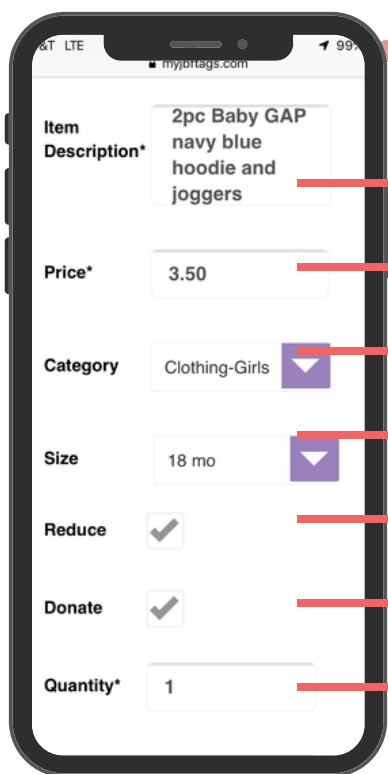 &T LTE 99%
myjbftags.com
Item
Description*
2pc Baby GAP
navy blue
hoodie and
joggers
Price* 3.50
Category Clothing-Girls
Size 18 mo
Reduce
Donate
Quantity* 1